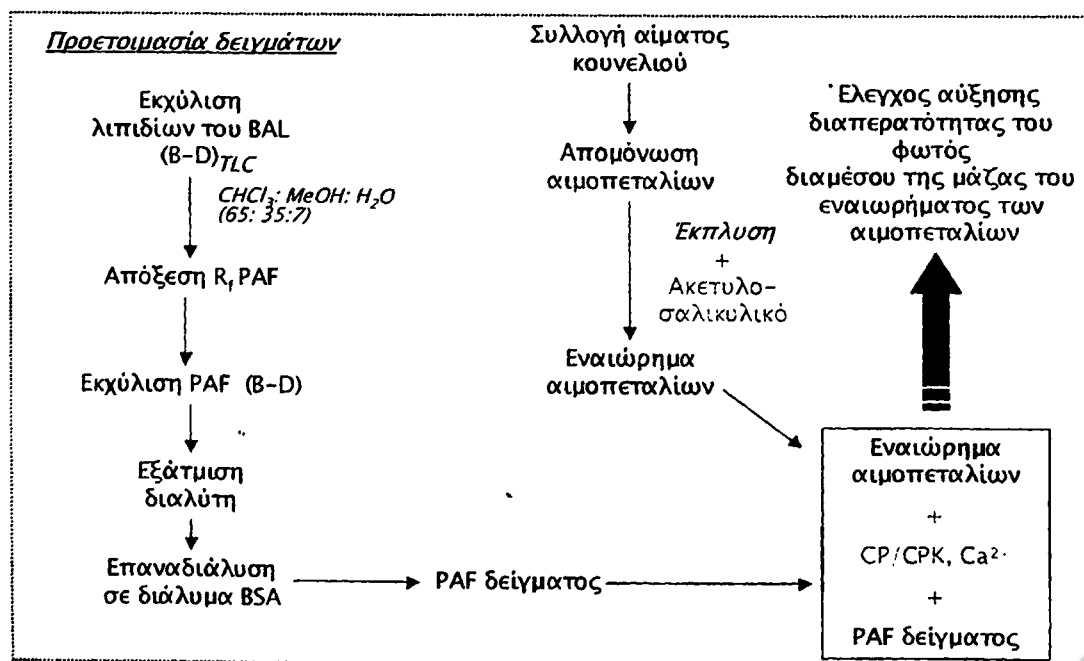 Προετοιμασία δειγμάτων
Εκχύλιση
λιπιδίων του BAL
(B-D)TLC
CHCl3: MeOH: H2O
(65: 35:7)
Απόξεση Rf PAF
Εκχύλιση PAF (B-D)
Εξάτμιση
διαλύτη
Επαναδιάλυση
σε διάλυμα BSA
PAF δείγματος
Συλλογή αίματος
κουνελιού
Απομόνωση
αιμοπεταλίων
Έκπλυση
+
Ακετυλο-
σαλικυλικό
Εναιώρημα
αιμοπεταλίων
Έλεγχος αύξησης
διαπερατότητας του
φωτός
διαμέσου της μάζας του
εναιωρήματος των
αιμοπεταλίων
Εναιώρημα
αιμοπεταλίων
+
CP/CPK, Ca2+
+
PAF δείγματος